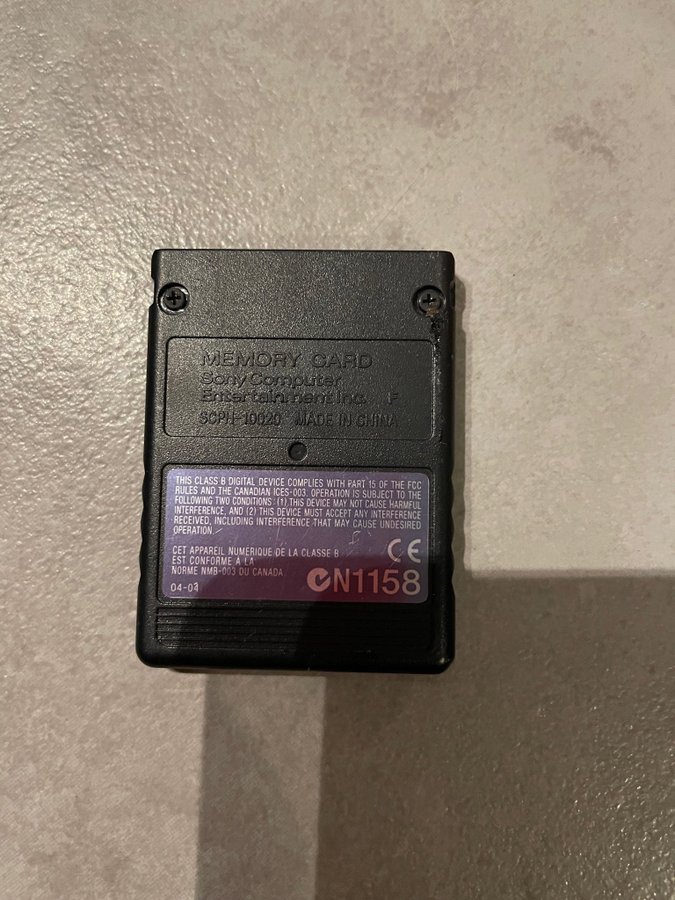 MEMORY CARD
Sony Computer
Entertainment Inc. F
SCPH-10020 MADE IN CHINA
THIS CLASS B DIGITAL DEVICE COMPLIES WITH PART 15 OF THE FCC
RULES AND THE CANADIAN ICES-003. OPERATION IS SUBJECT TO THE
FOLLOWING TWO CONDITIONS: (1) THIS DEVICE MAY NOT CAUSE HARMFUL
INTERFERENCE, AND (2) THIS DEVICE MUST ACCEPT ANY INTERFERENCE
RECEIVED, INCLUDING INTERFERENCE THAT MAY CAUSE UNDESIRED
OPERATION.
CET APPAREIL NUMERIQUE DE LA CLASSE B
EST CONFORME A LA
NORME NMB-003 DU CANADA
CE
N1158